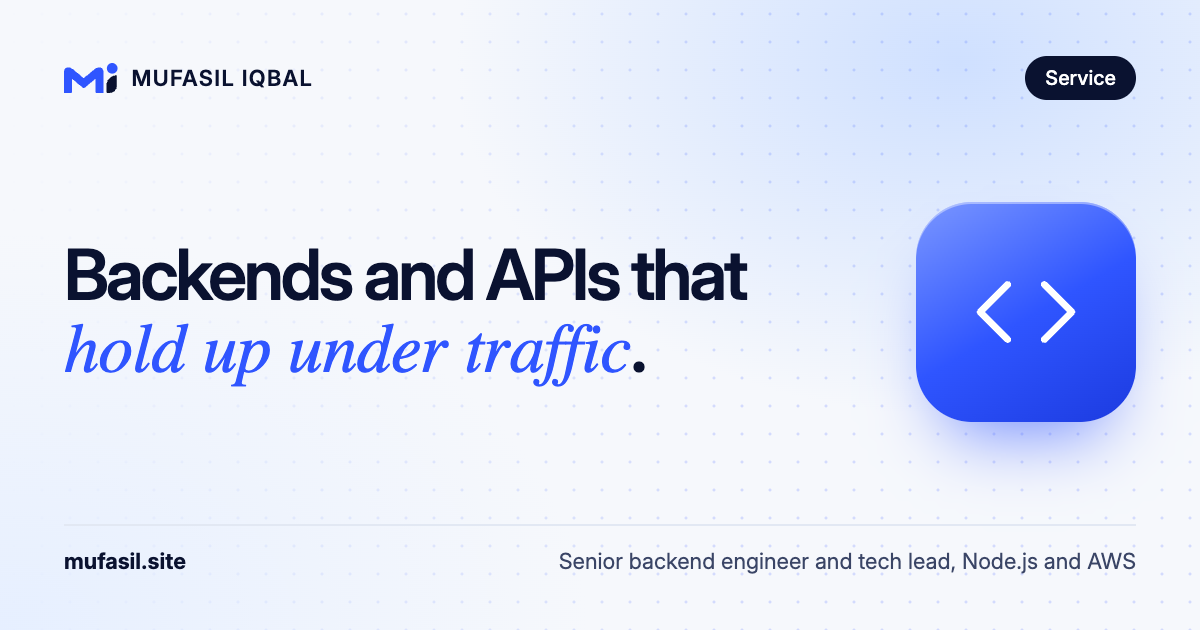 MUFASIL IQBAL
Service
Backends and APIs that
hold up under traffic.
mufasil.site
Senior backend engineer and tech lead, Node.js and AWS